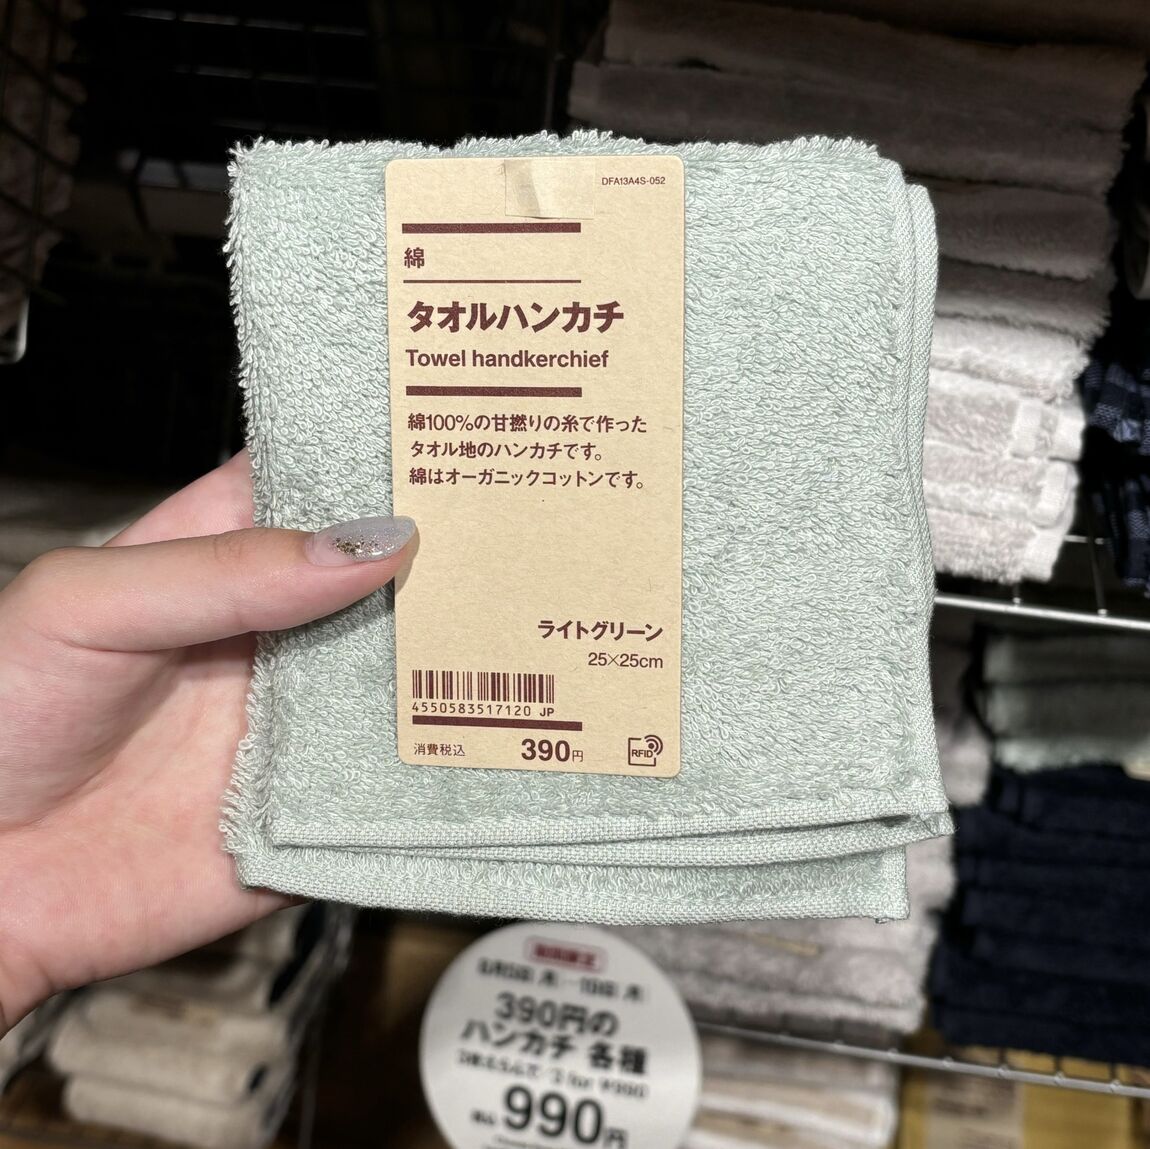 DFA13A4S-052
綿
タオルハンカチ
Towel handkerchief
綿100%の甘撚りの糸で作った
タオル地のハンカチです。
綿はオーガニックコットンです。
ライトグリーン
25×25cm
4550583517120 JP
消費税込 390円
RFID
390円の
ハンカチ 各種
990円